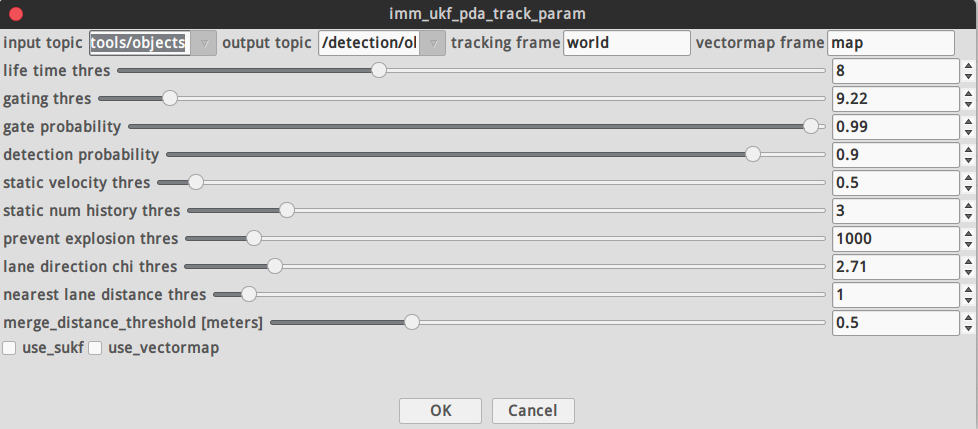 imm_ukf_pda_track_param
input topic tools/objects output topic /detection/ol tracking frame world vectormap frame map
life time thres 8
gating thres 9.22
gate probability 0.99
detection probability 0.9
static velocity thres 0.5
static num history thres 3
prevent explosion thres 1000
lane direction chi thres 2.71
nearest lane distance thres 1
merge_distance_threshold [meters] 0.5
use_sukf use_vectormap
OK Cancel